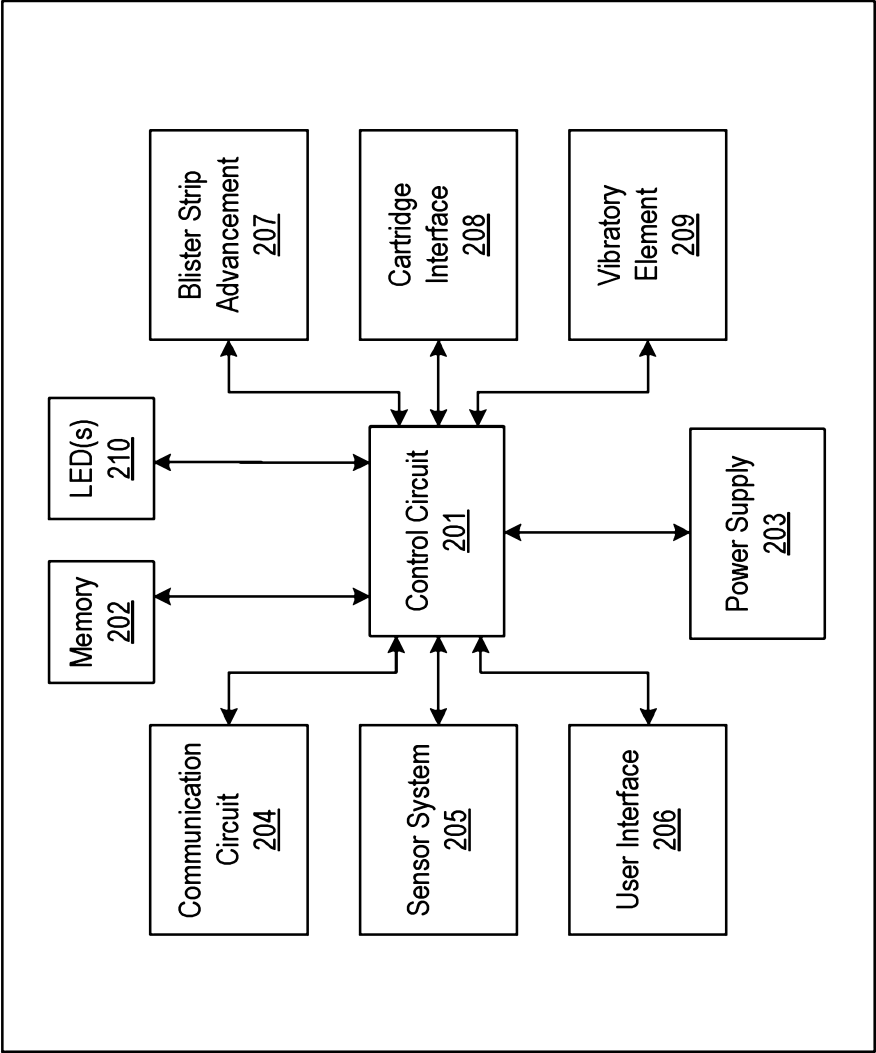 Communication
Circuit
204
Sensor System
205
User Interface
206
Memory
202
LED(s)
210
Control Circuit
201
Power Supply
203
Blister Strip
Advancement
207
Cartridge
Interface
208
Vibratory
Element
209